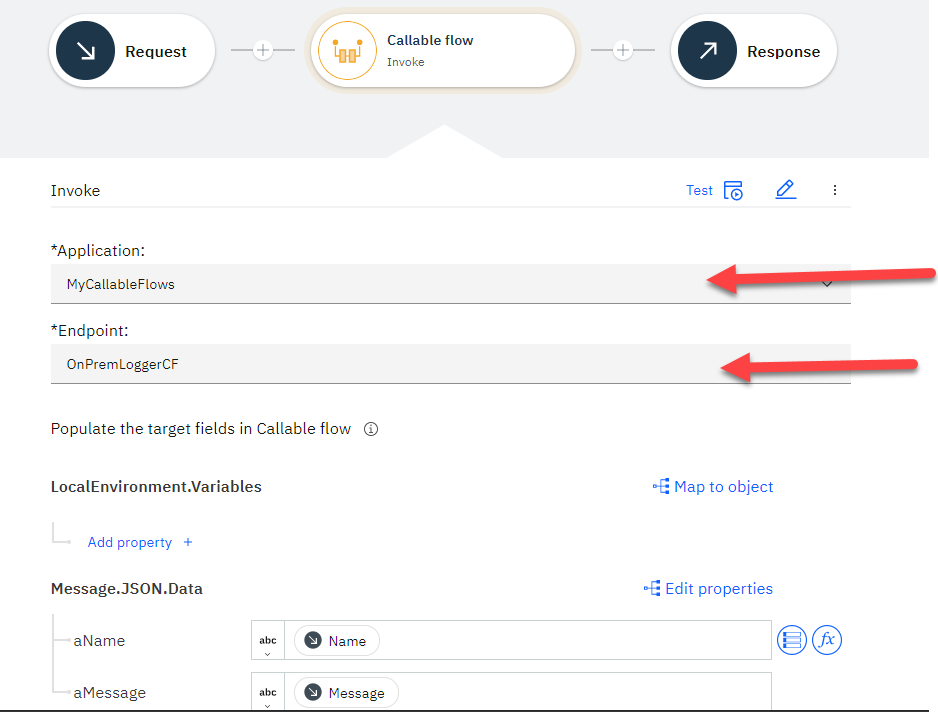 Request
Callable flow
Invoke
Response
Invoke
Test
*Application:
MyCallableFlows
*Endpoint:
OnPremLoggerCF
Populate the target fields in Callable flow
LocalEnvironment.Variables
Map to object
Add property +
Message.JSON.Data
Edit properties
aName
abc
Name
fx
aMessage
abc
Message